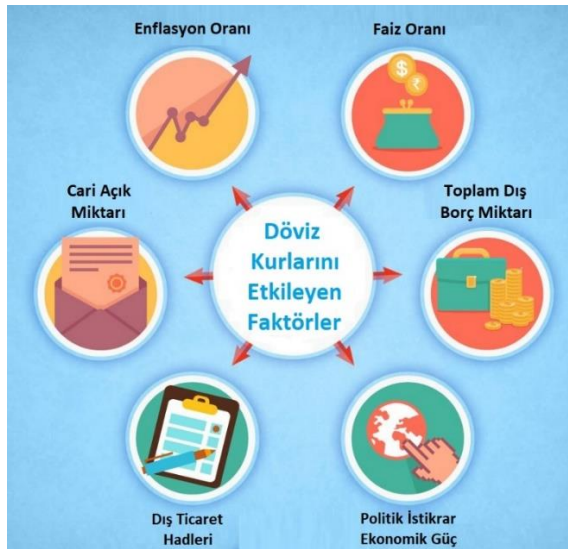 Enflasyon Oranı
Faiz Oranı
Cari Açık
Miktarı
Toplam Dış
Borç Miktarı
Döviz
Kurlarını
Etkileyen
Faktörler
Dış Ticaret
Hadleri
Politik İstikrar
Ekonomik Güç